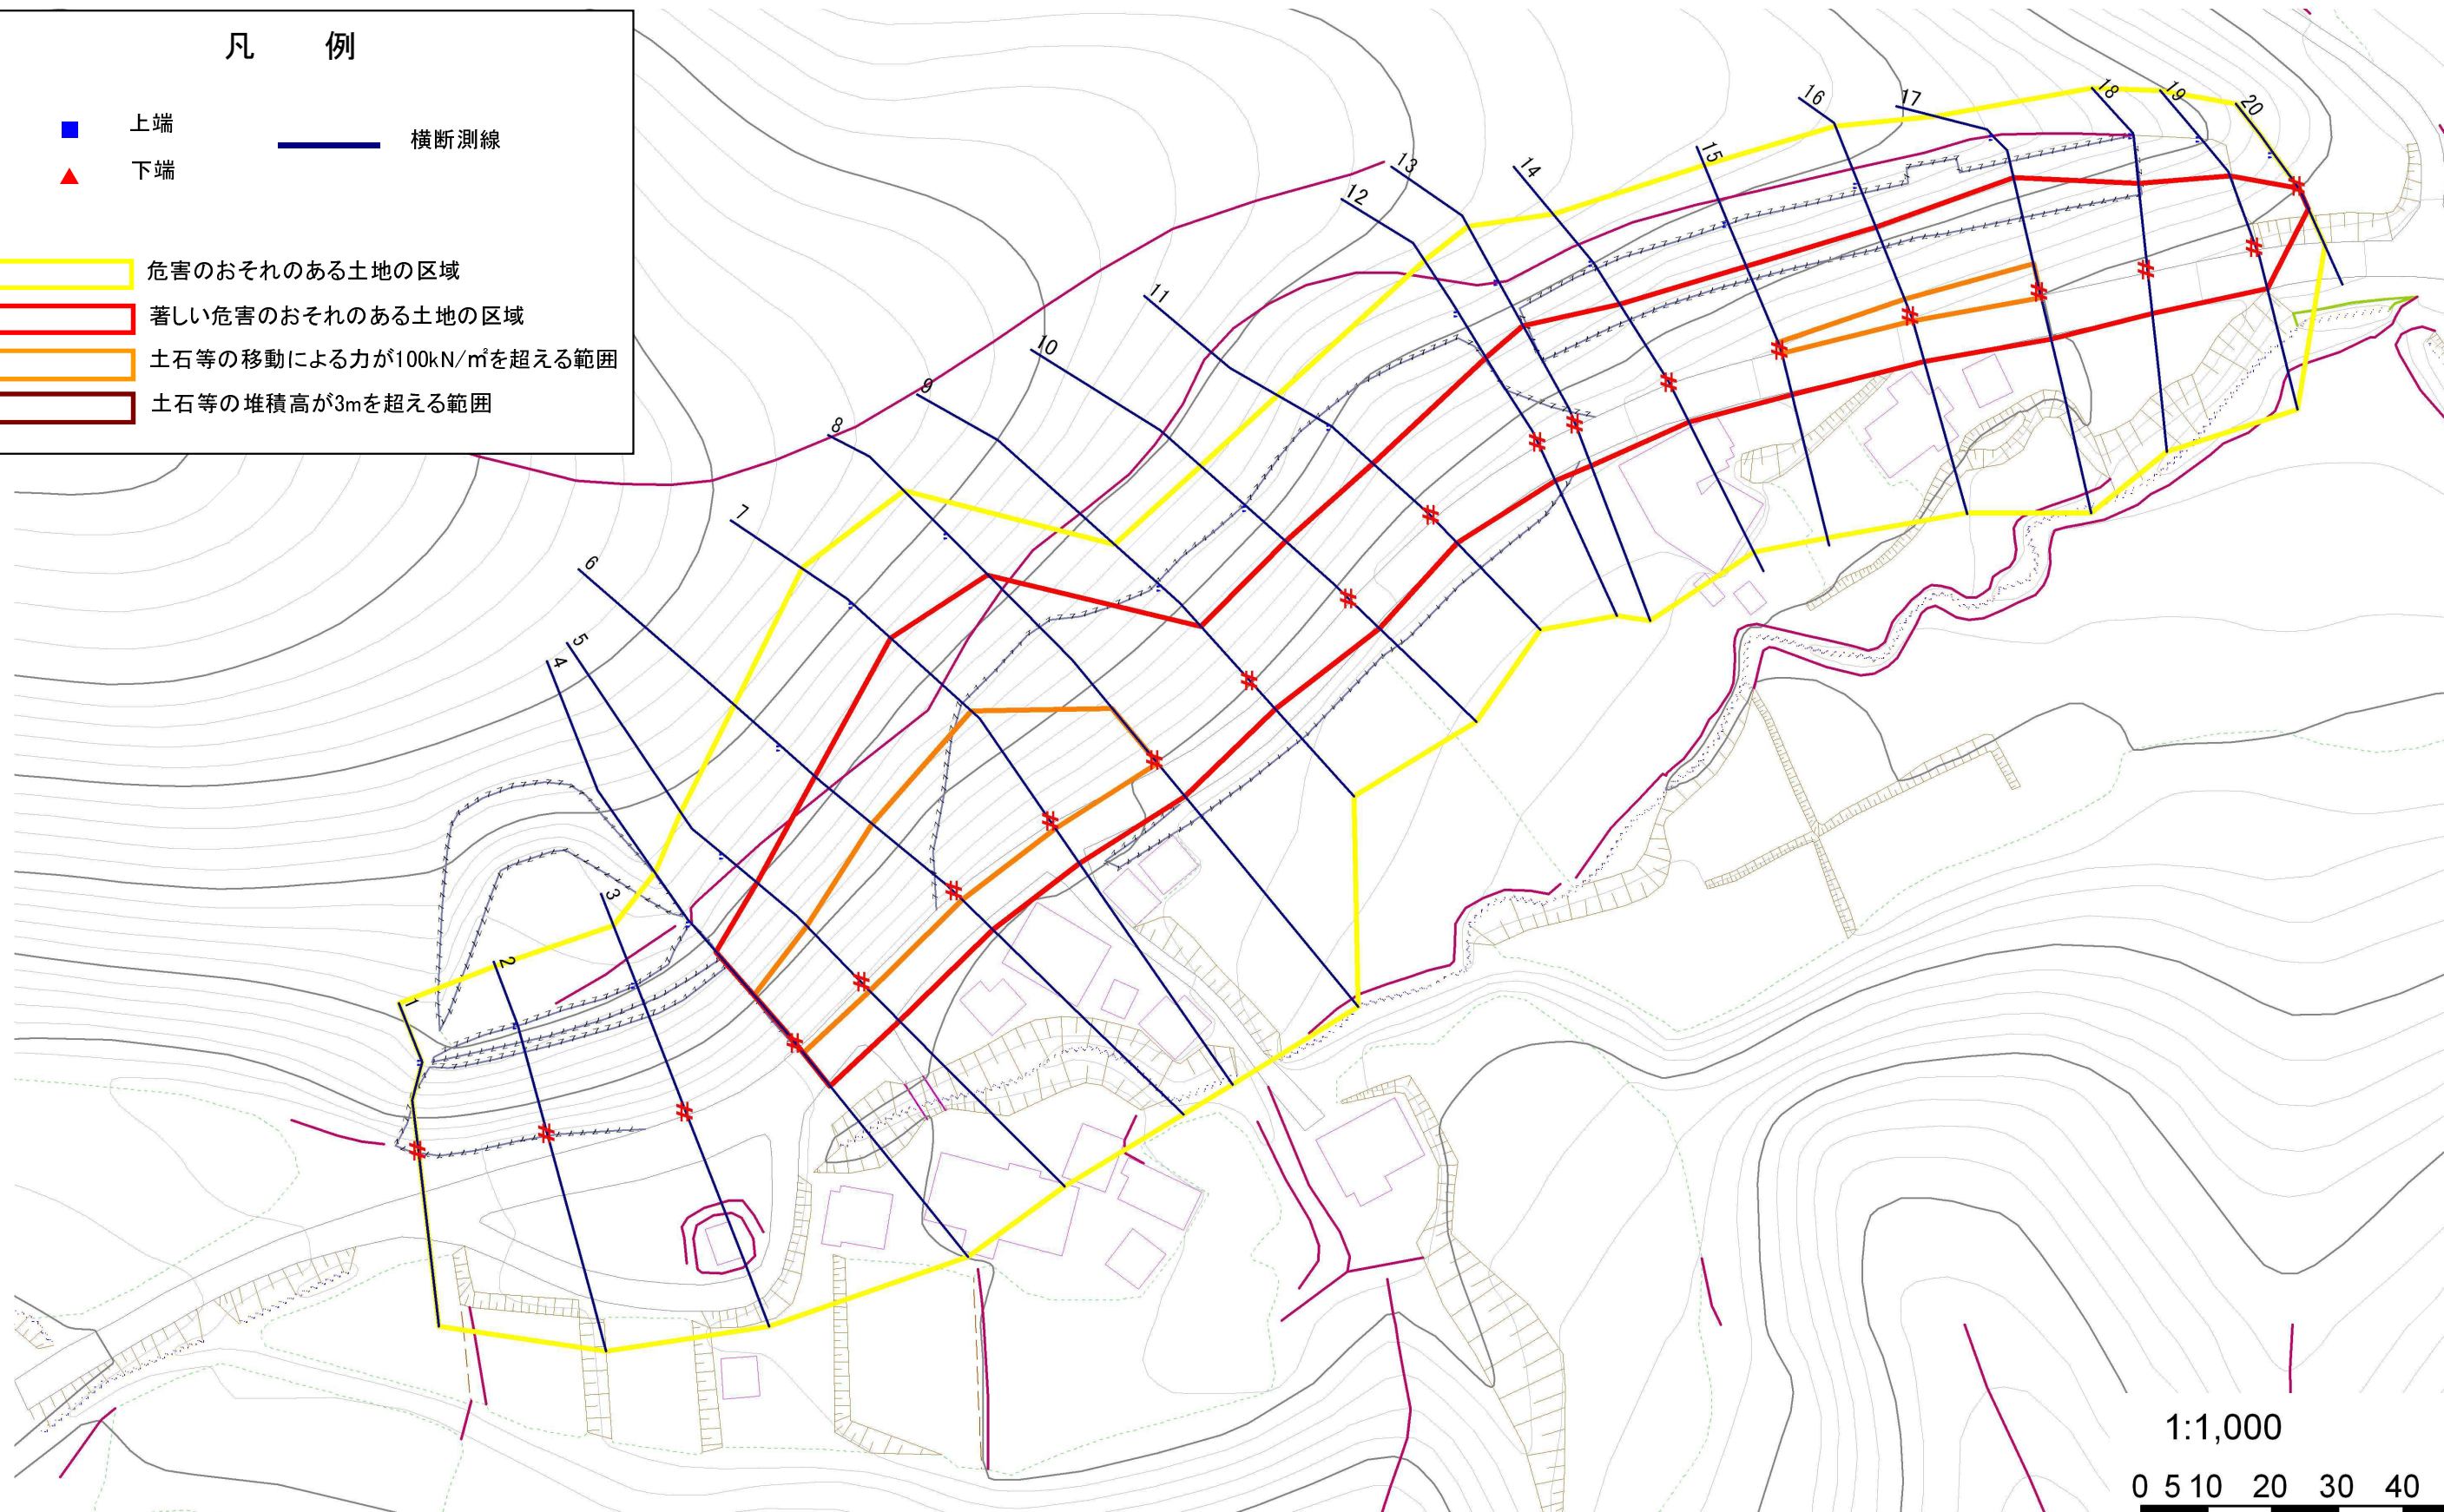 凡 例
上端
横断測線
下端
危害のおそれのある土地の区域
著しい危害のおそれのある土地の区域
土石等の移動による力が100kN/㎡を超える範囲
土石等の堆積高が3mを超える範囲
1
2
3
4
5
6
7
8
9
10
11
12
13
14
15
16
17
18
19
20
1:1,000
0 5 10 20 30 40